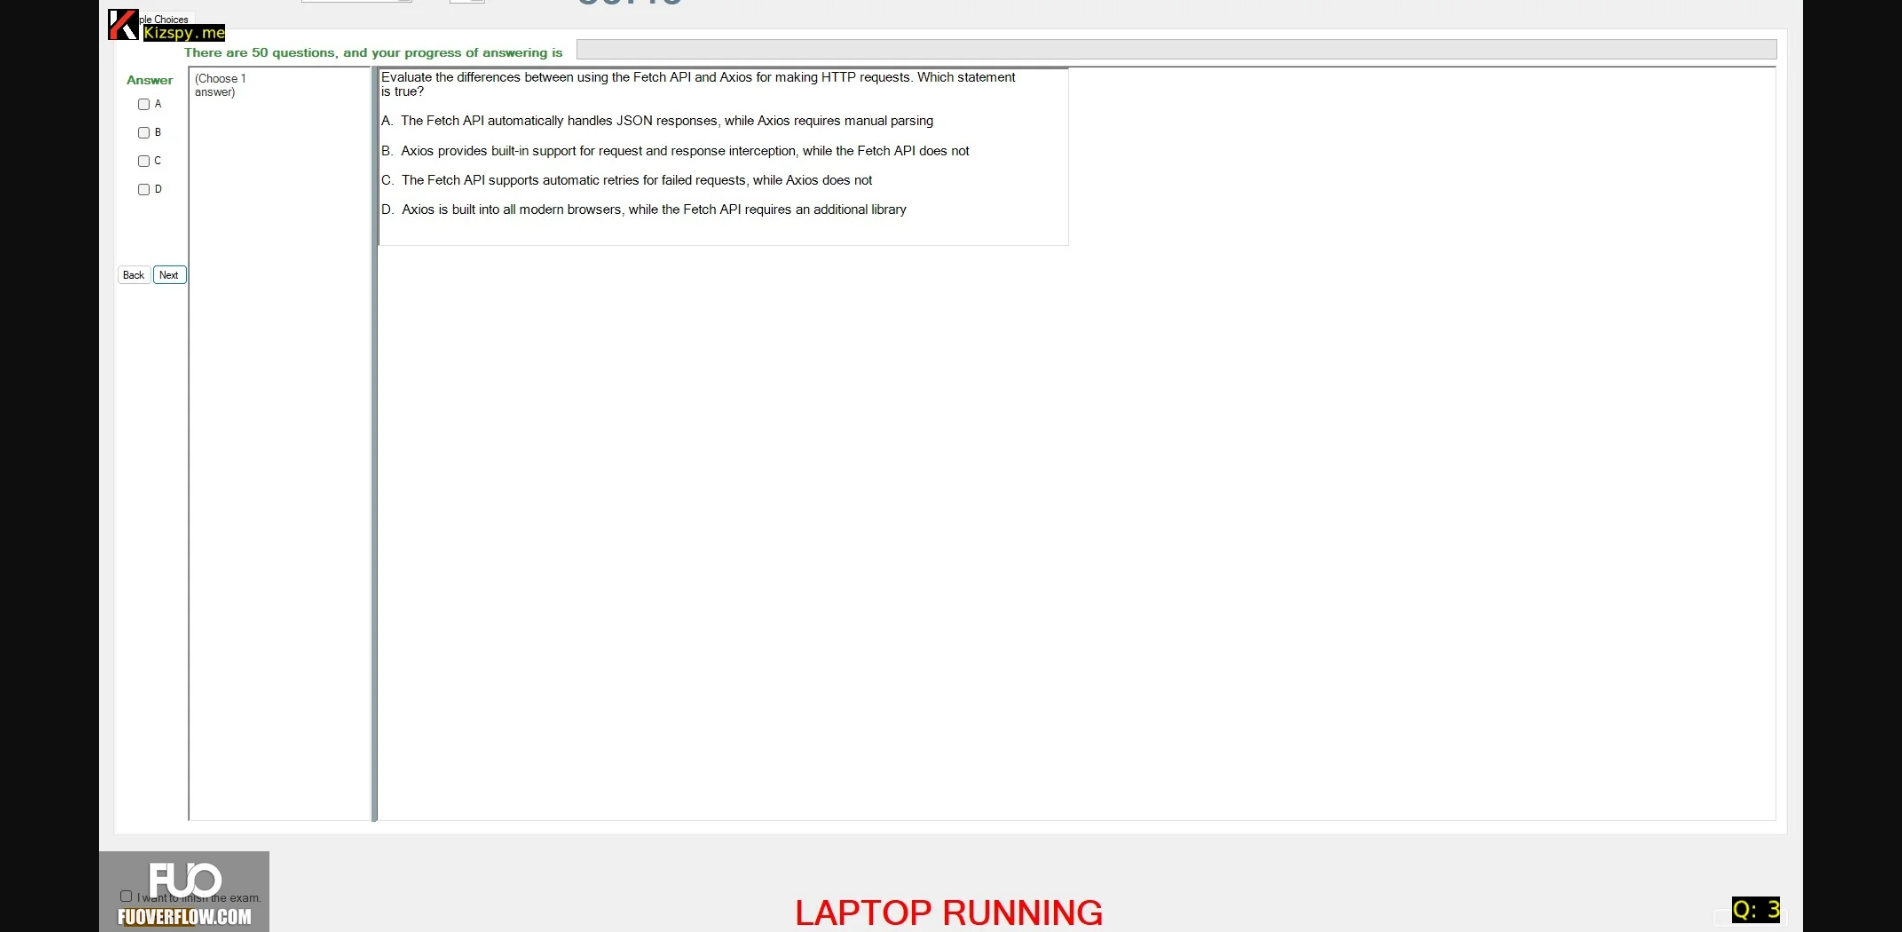 ple Choices
Kizspy.me
There are 50 questions, and your progress of answering is
Answer
(Choose 1
answer)
A
B
C
D
Back
Next
Evaluate the differences between using the Fetch API and Axios for making HTTP requests. Which statement
is true?
A. The Fetch API automatically handles JSON responses, while Axios requires manual parsing
B. Axios provides built-in support for request and response interception, while the Fetch API does not
C. The Fetch API supports automatic retries for failed requests, while Axios does not
D. Axios is built into all modern browsers, while the Fetch API requires an additional library
FUO
I want to finish the exam.
FUOVERFLOW.COM
LAPTOP RUNNING
Q: 3